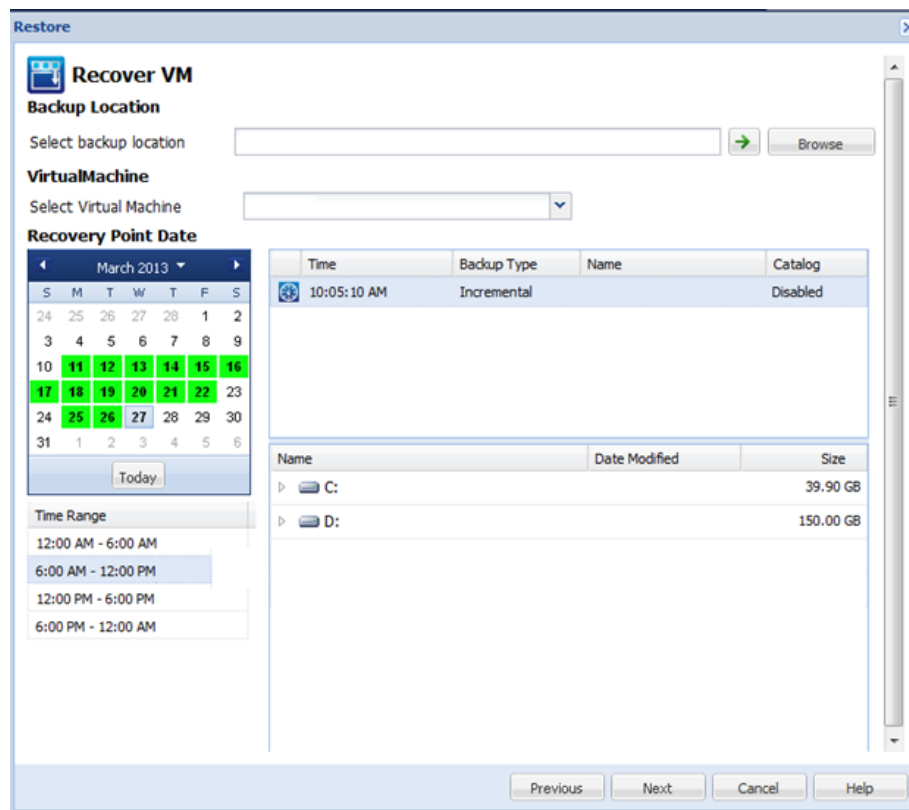 Restore
Recover VM
Backup Location
Select backup location
Browse
VirtualMachine
Select Virtual Machine
Recovery Point Date
March 2013
S M T W T F S
24 25 26 27 28 1 2
3 4 5 6 7 8 9
10 11 12 13 14 15 16
17 18 19 20 21 22 23
24 25 26 27 28 29 30
31 1 2 3 4 5 6
Today
Time Range
12:00 AM - 6:00 AM
6:00 AM - 12:00 PM
12:00 PM - 6:00 PM
6:00 PM - 12:00 AM
Time Backup Type Name Catalog
10:05:10 AM Incremental Disabled
Name Date Modified Size
C: 39.90 GB
D: 150.00 GB
Previous Next Cancel Help